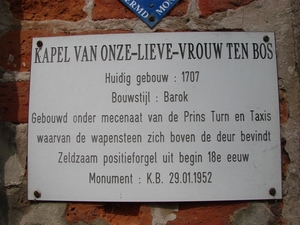 ERMD MON
KAPEL VAN ONZE-LIEVE-VROUW TEN BOS
Huidig gebouw : 1707
Bouwstijl : Barok
Gebouwd onder mecenaat van de Prins Turn en Taxis
waarvan de wapensteen zich boven de deur bevindt
Zeldzaam positieforgel uit begin 18e eeuw
Monument : K.B. 29.01.1952